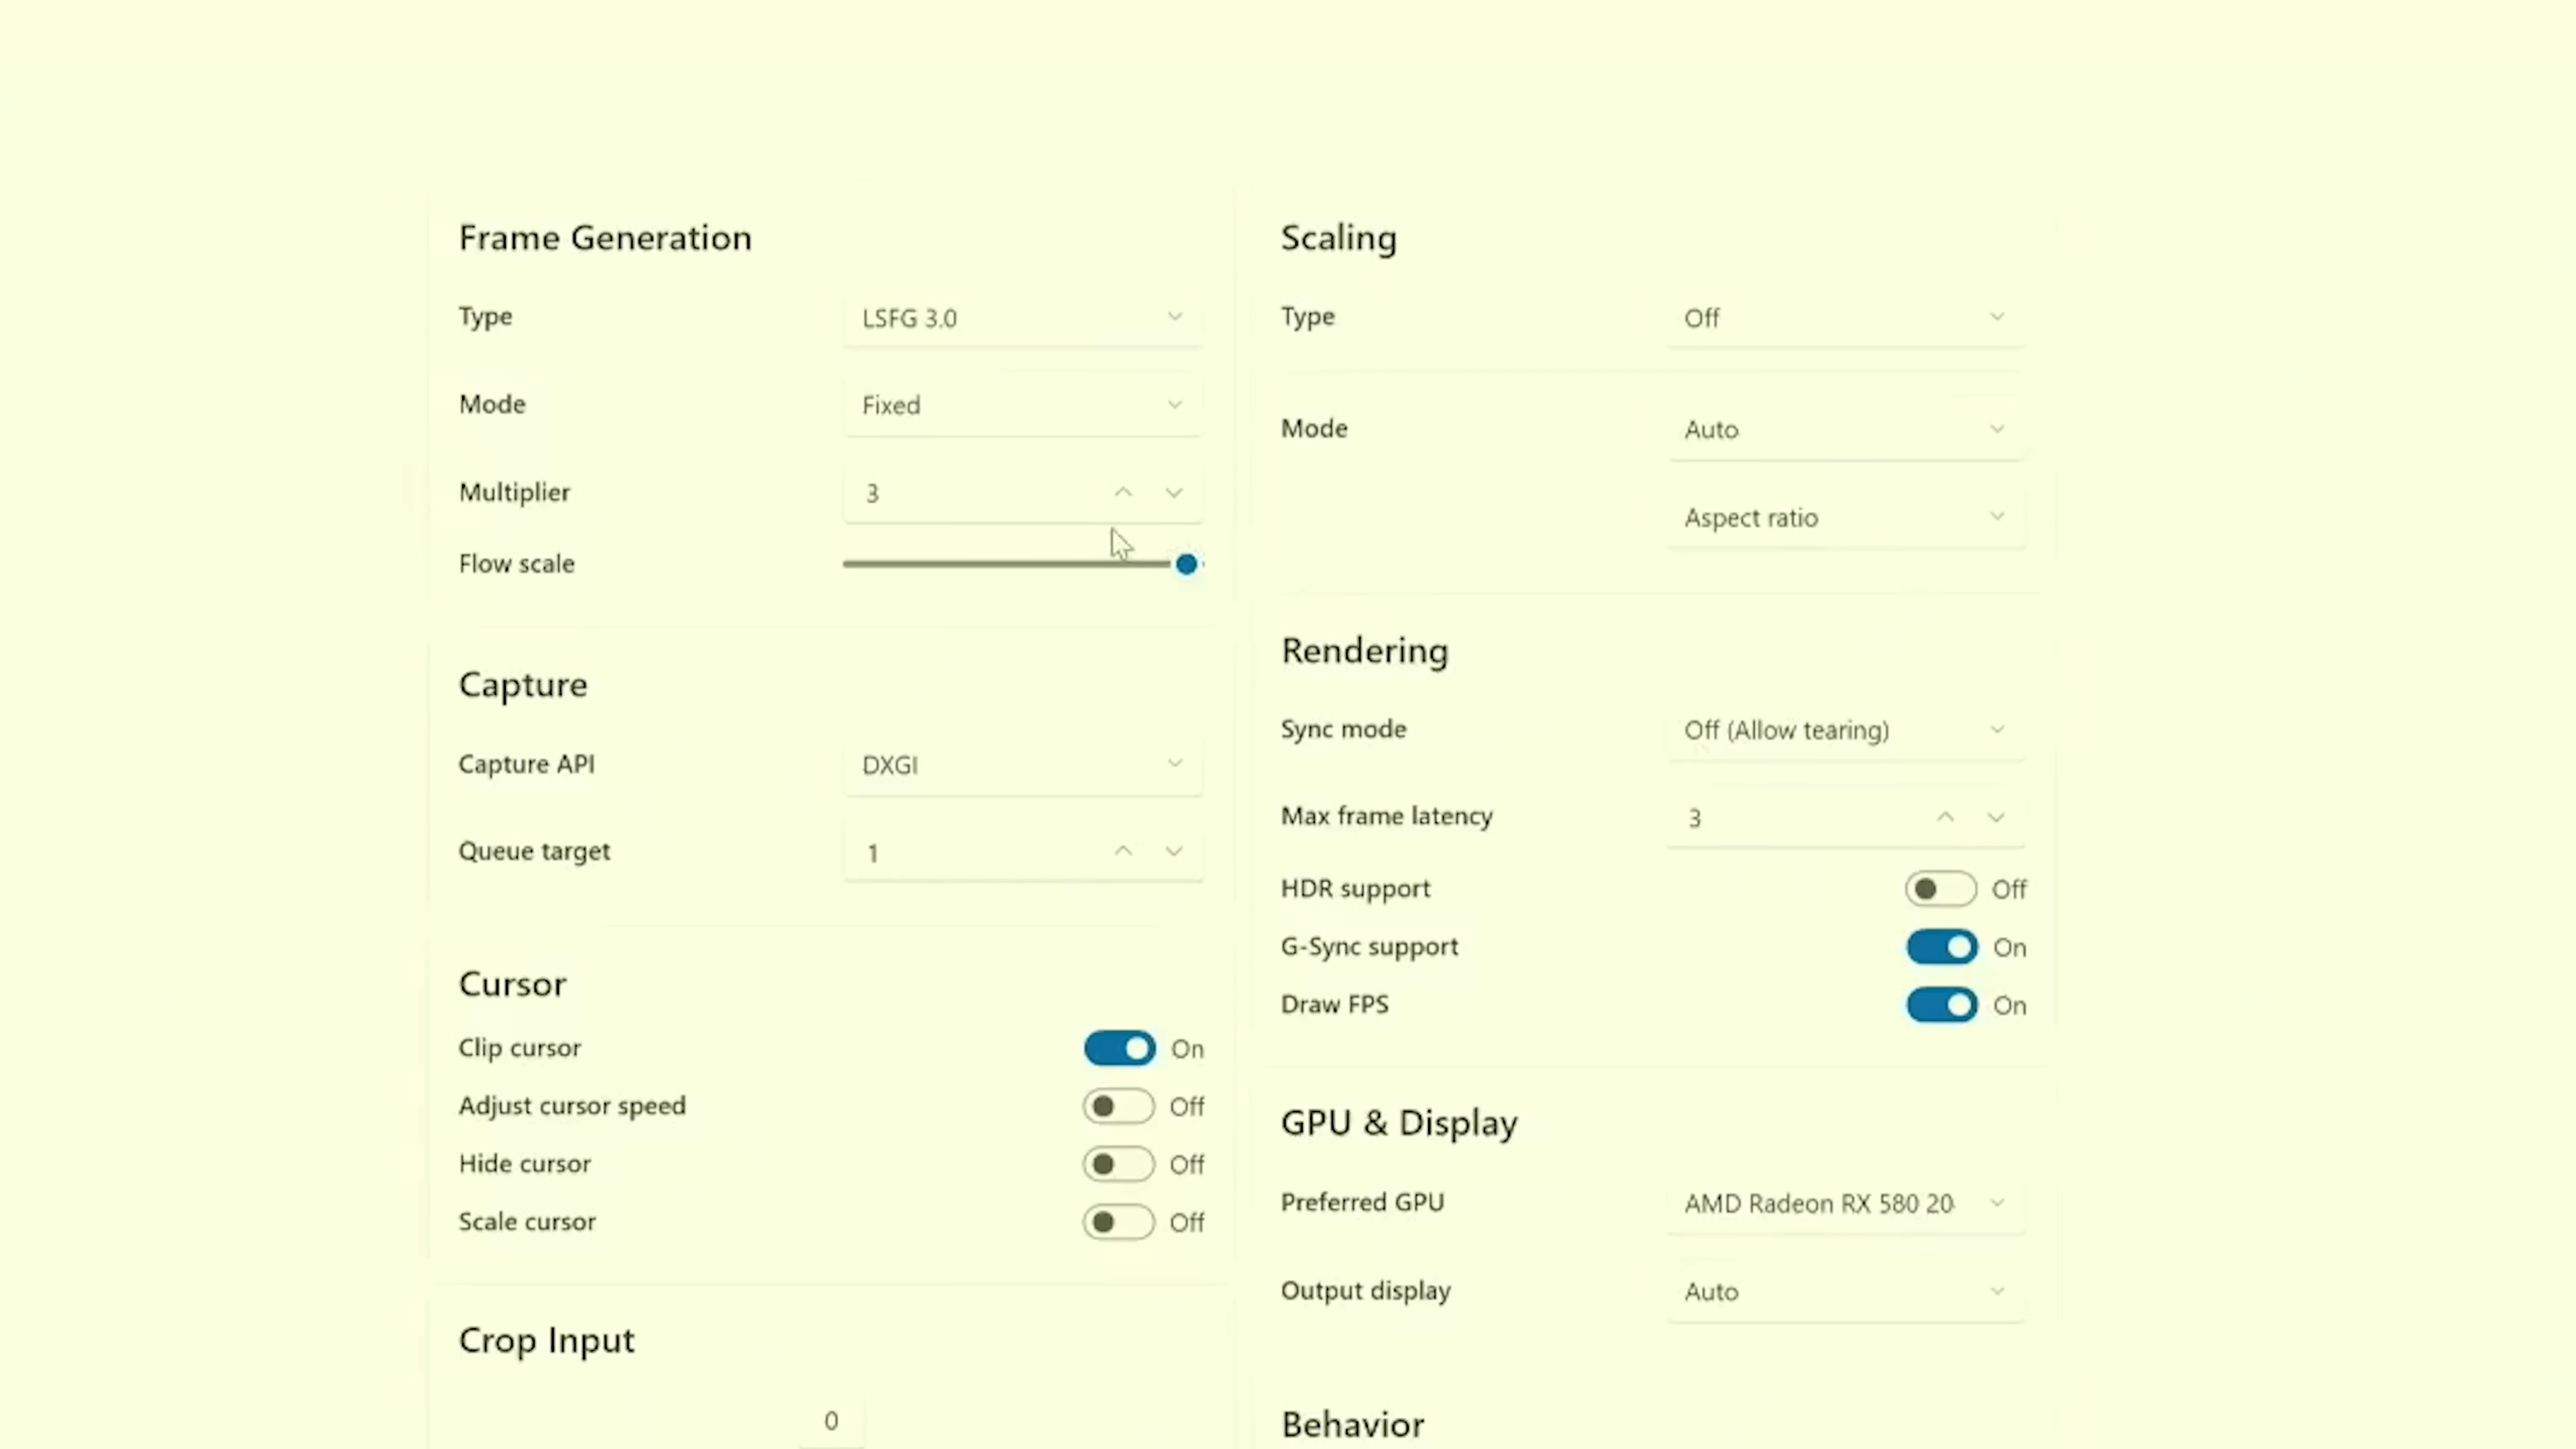 Frame Generation
Type
LSFG 3.0
Mode
Fixed
Multiplier
3
Flow scale
Capture
Capture API
DXGI
Queue target
1
Cursor
Clip cursor
On
Adjust cursor speed
Off
Hide cursor
Off
Scale cursor
Off
Crop Input
0
Scaling
Type
Off
Mode
Auto
Aspect ratio
Rendering
Sync mode
Off (Allow tearing)
Max frame latency
3
HDR support
Off
G-Sync support
On
Draw FPS
On
GPU & Display
Preferred GPU
AMD Radeon RX 580 20
Output display
Auto
Behavior